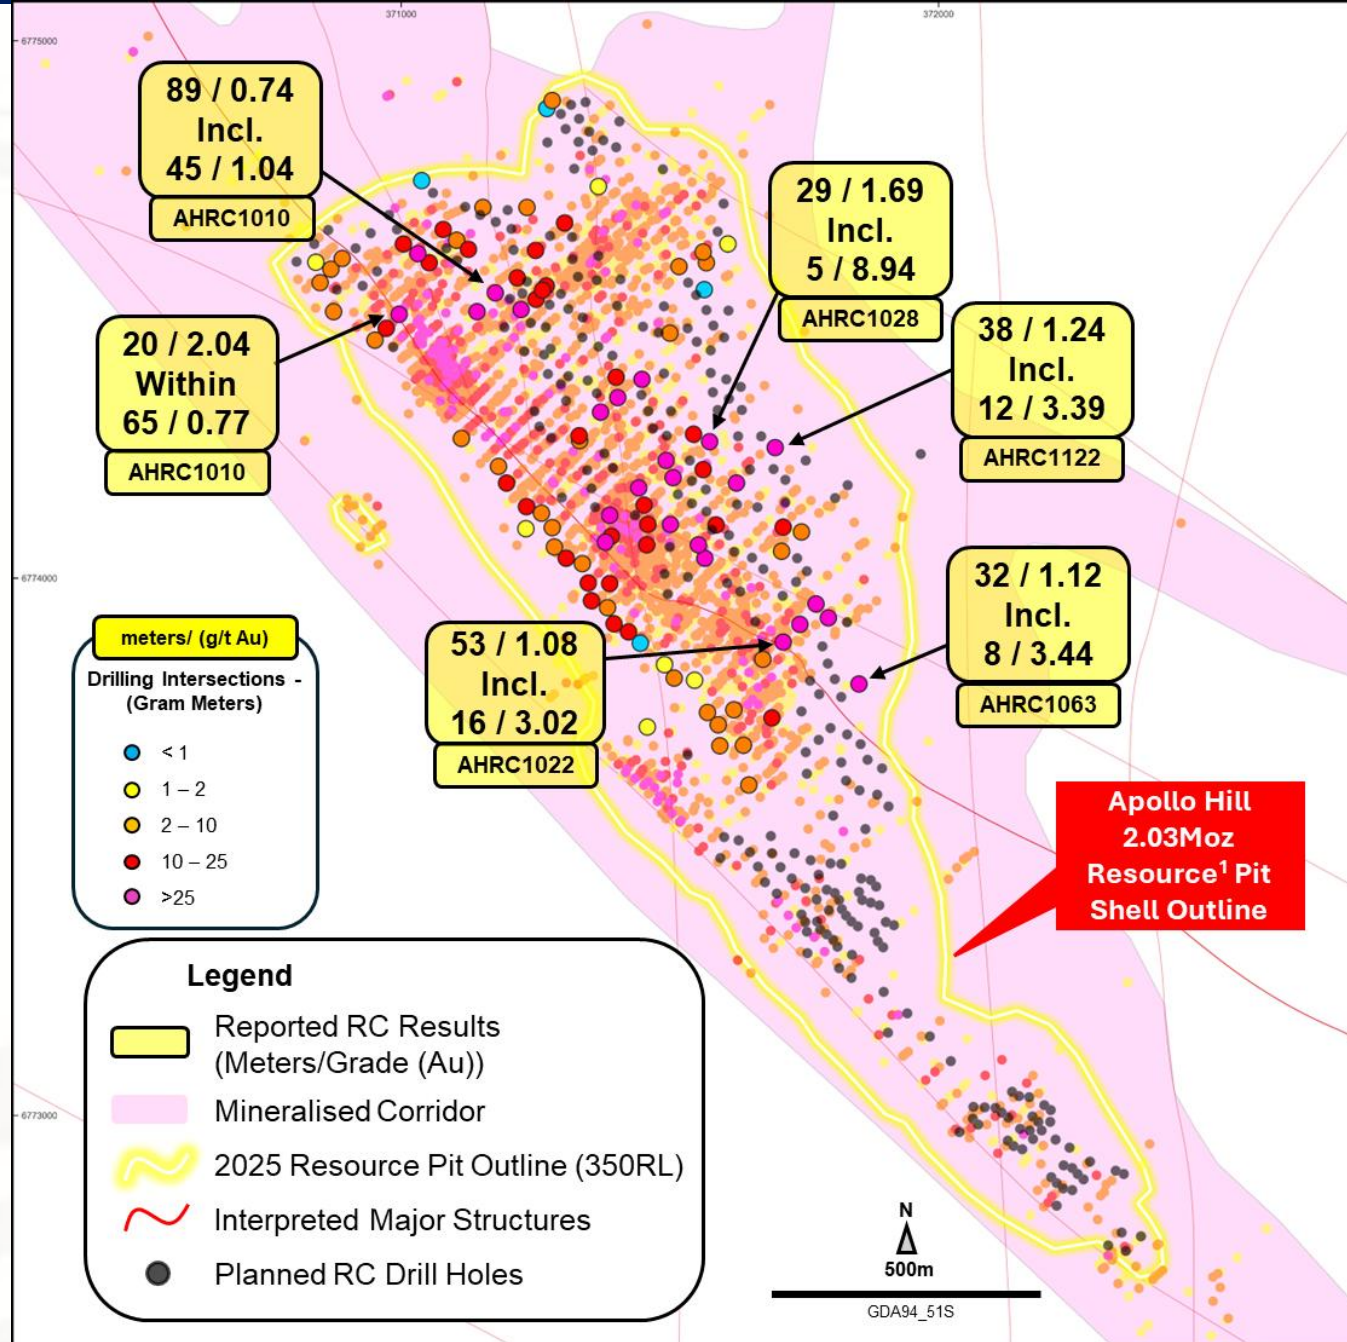 371000
372000
6775000
89 / 0.74
Incl.
45 / 1.04
AHRC1010
29 / 1.69
Incl.
5 / 8.94
AHRC1028
20 / 2.04
Within
65 / 0.77
AHRC1010
38 / 1.24
Incl.
12 / 3.39
AHRC1122
6774000
32 / 1.12
Incl.
8 / 3.44
AHRC1063
53 / 1.08
Incl.
16 / 3.02
AHRC1022
meters/ (g/t Au)
Drilling Intersections -
(Gram Meters)
< 1
1 – 2
2 – 10
10 – 25
>25
Apollo Hill
2.03Moz
Resource¹ Pit
Shell Outline
Legend
Reported RC Results
(Meters/Grade (Au))
Mineralised Corridor
2025 Resource Pit Outline (350RL)
Interpreted Major Structures
Planned RC Drill Holes
6773000
N
500m
GDA94_51S